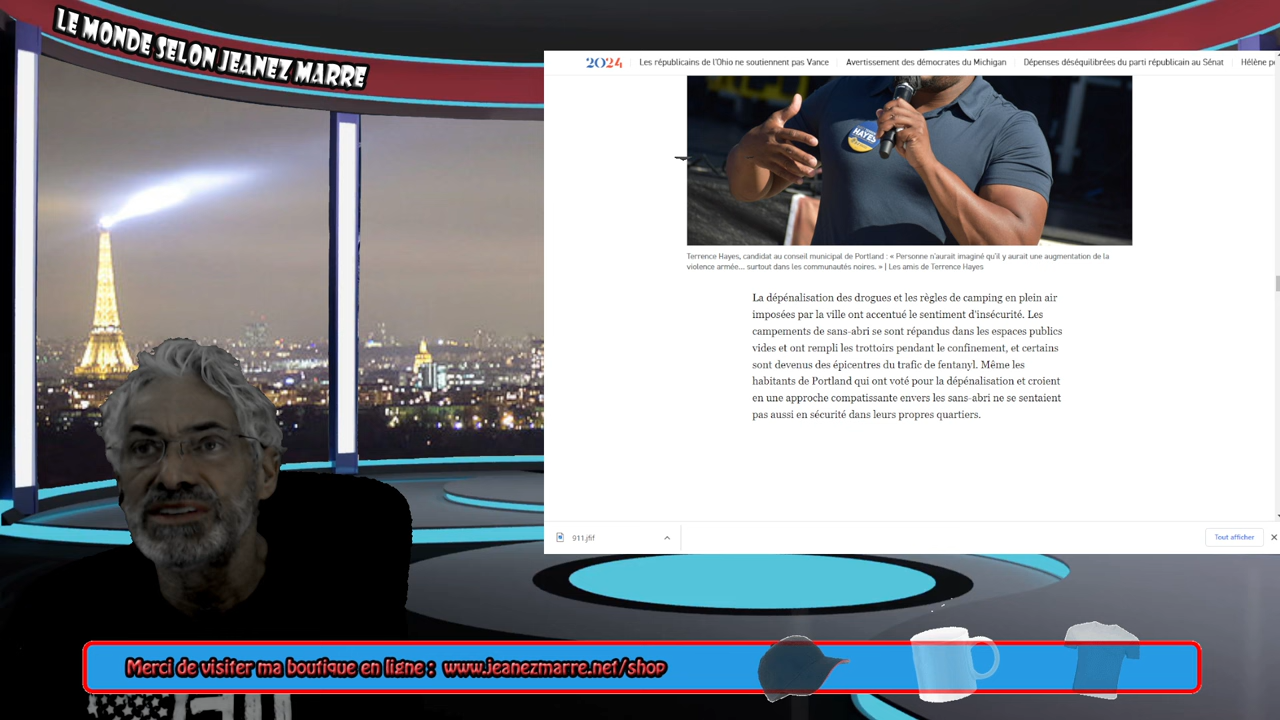 LE MONDE SELON JEANEZ MARRE
2024 Les républicains de l'Ohio ne soutiennent pas Vance Avertissement des démocrates du Michigan Dépenses déséquilibrées du parti républicain au Sénat Hélène
HAYES
Terrence Hayes, candidat au conseil municipal de Portland : « Personne n'aurait imaginé qu'il y aurait une augmentation de la
violence armée... surtout dans les communautés noires. » | Les amis de Terrence Hayes
La dépénalisation des drogues et les règles de camping en plein air
imposées par la ville ont accentué le sentiment d'insécurité. Les
campements de sans-abri se sont répandus dans les espaces publics
vides et ont rempli les trottoirs pendant le confinement, et certains
sont devenus des épicentres du trafic de fentanyl. Même les
habitants de Portland qui ont voté pour la dépénalisation et croient
en une approche compatissante envers les sans-abri ne se sentaient
pas aussi en sécurité dans leurs propres quartiers.
911.jfif
Tout afficher
Merci de visiter ma boutique en ligne : www.jeanezmarre.net/shop